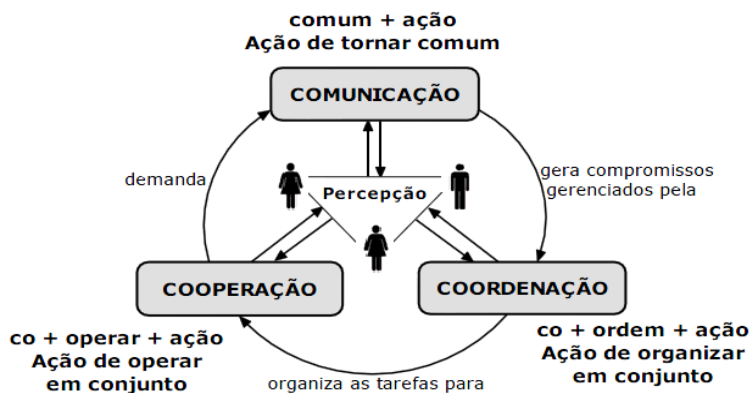 comum + ação
Ação de tornar comum
COMUNICAÇÃO
demanda
gera compromissos
gerenciados pela
Percepção
COOPERAÇÃO
COORDENAÇÃO
co + operar + ação
Ação de operar
em conjunto
organiza as tarefas para
co + ordem + ação
Ação de organizar
em conjunto